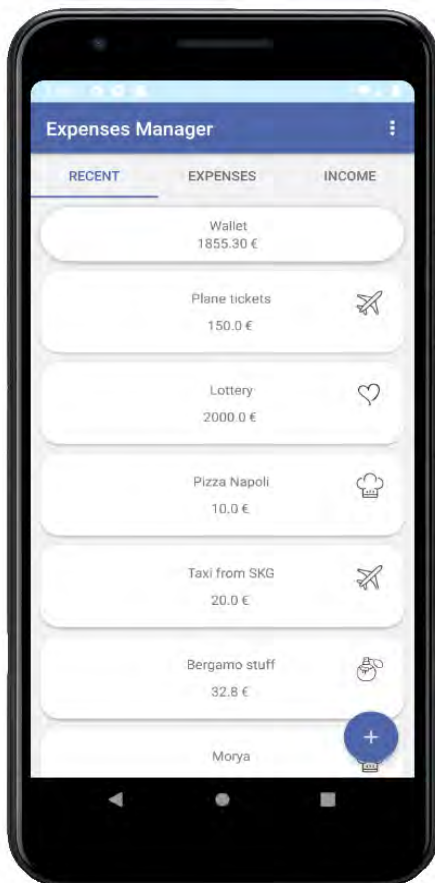 Expenses Manager
RECENT EXPENSES INCOME
Wallet
1855.30 €
Plane tickets
150.0 €
Lottery
2000.0 €
Pizza Napoli
10.0 €
Taxi from SKG
20.0 €
Bergamo stuff
32.8 €
+
Morya